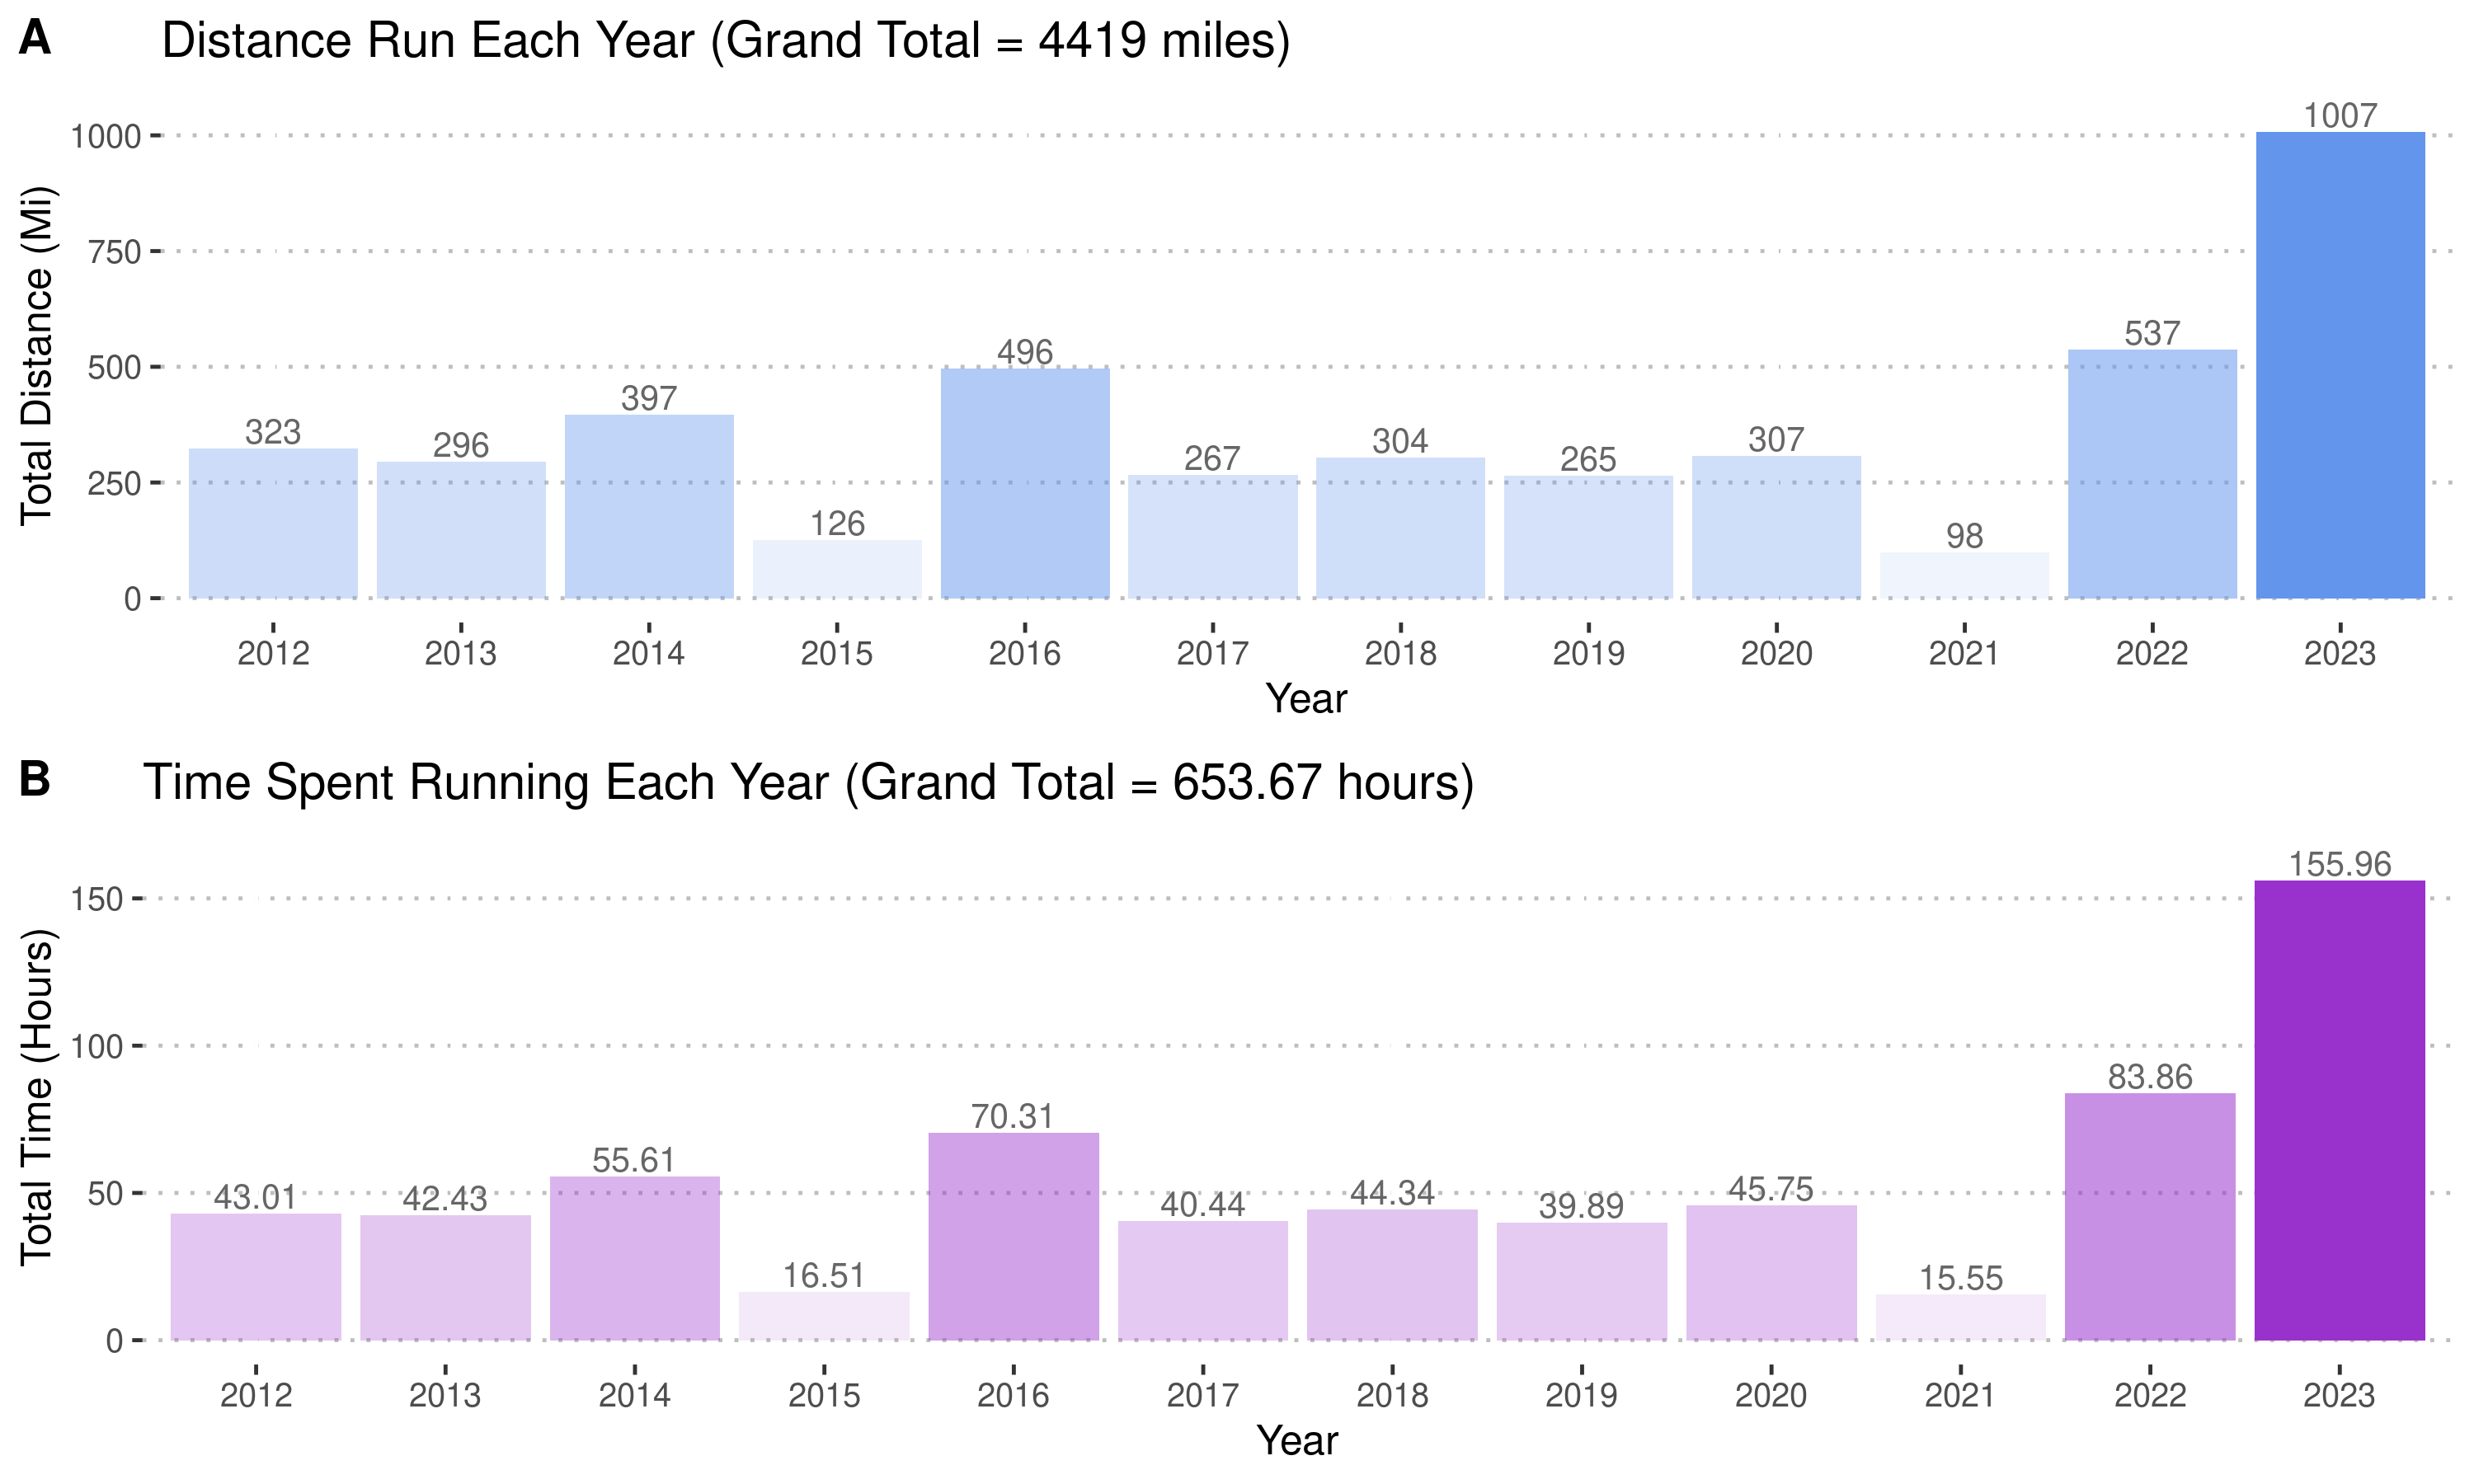 A Distance Run Each Year (Grand Total = 4419 miles)
Total Distance (Mi)
1000
750
500
250
0
323 296 397 126 496 267 304 265 307 98 537 1007
2012 2013 2014 2015 2016 2017 2018 2019 2020 2021 2022 2023
Year
B Time Spent Running Each Year (Grand Total = 653.67 hours)
Total Time (Hours)
150
100
50
0
43.01 42.43 55.61 16.51 70.31 40.44 44.34 39.89 45.75 15.55 83.86 155.96
2012 2013 2014 2015 2016 2017 2018 2019 2020 2021 2022 2023
Year